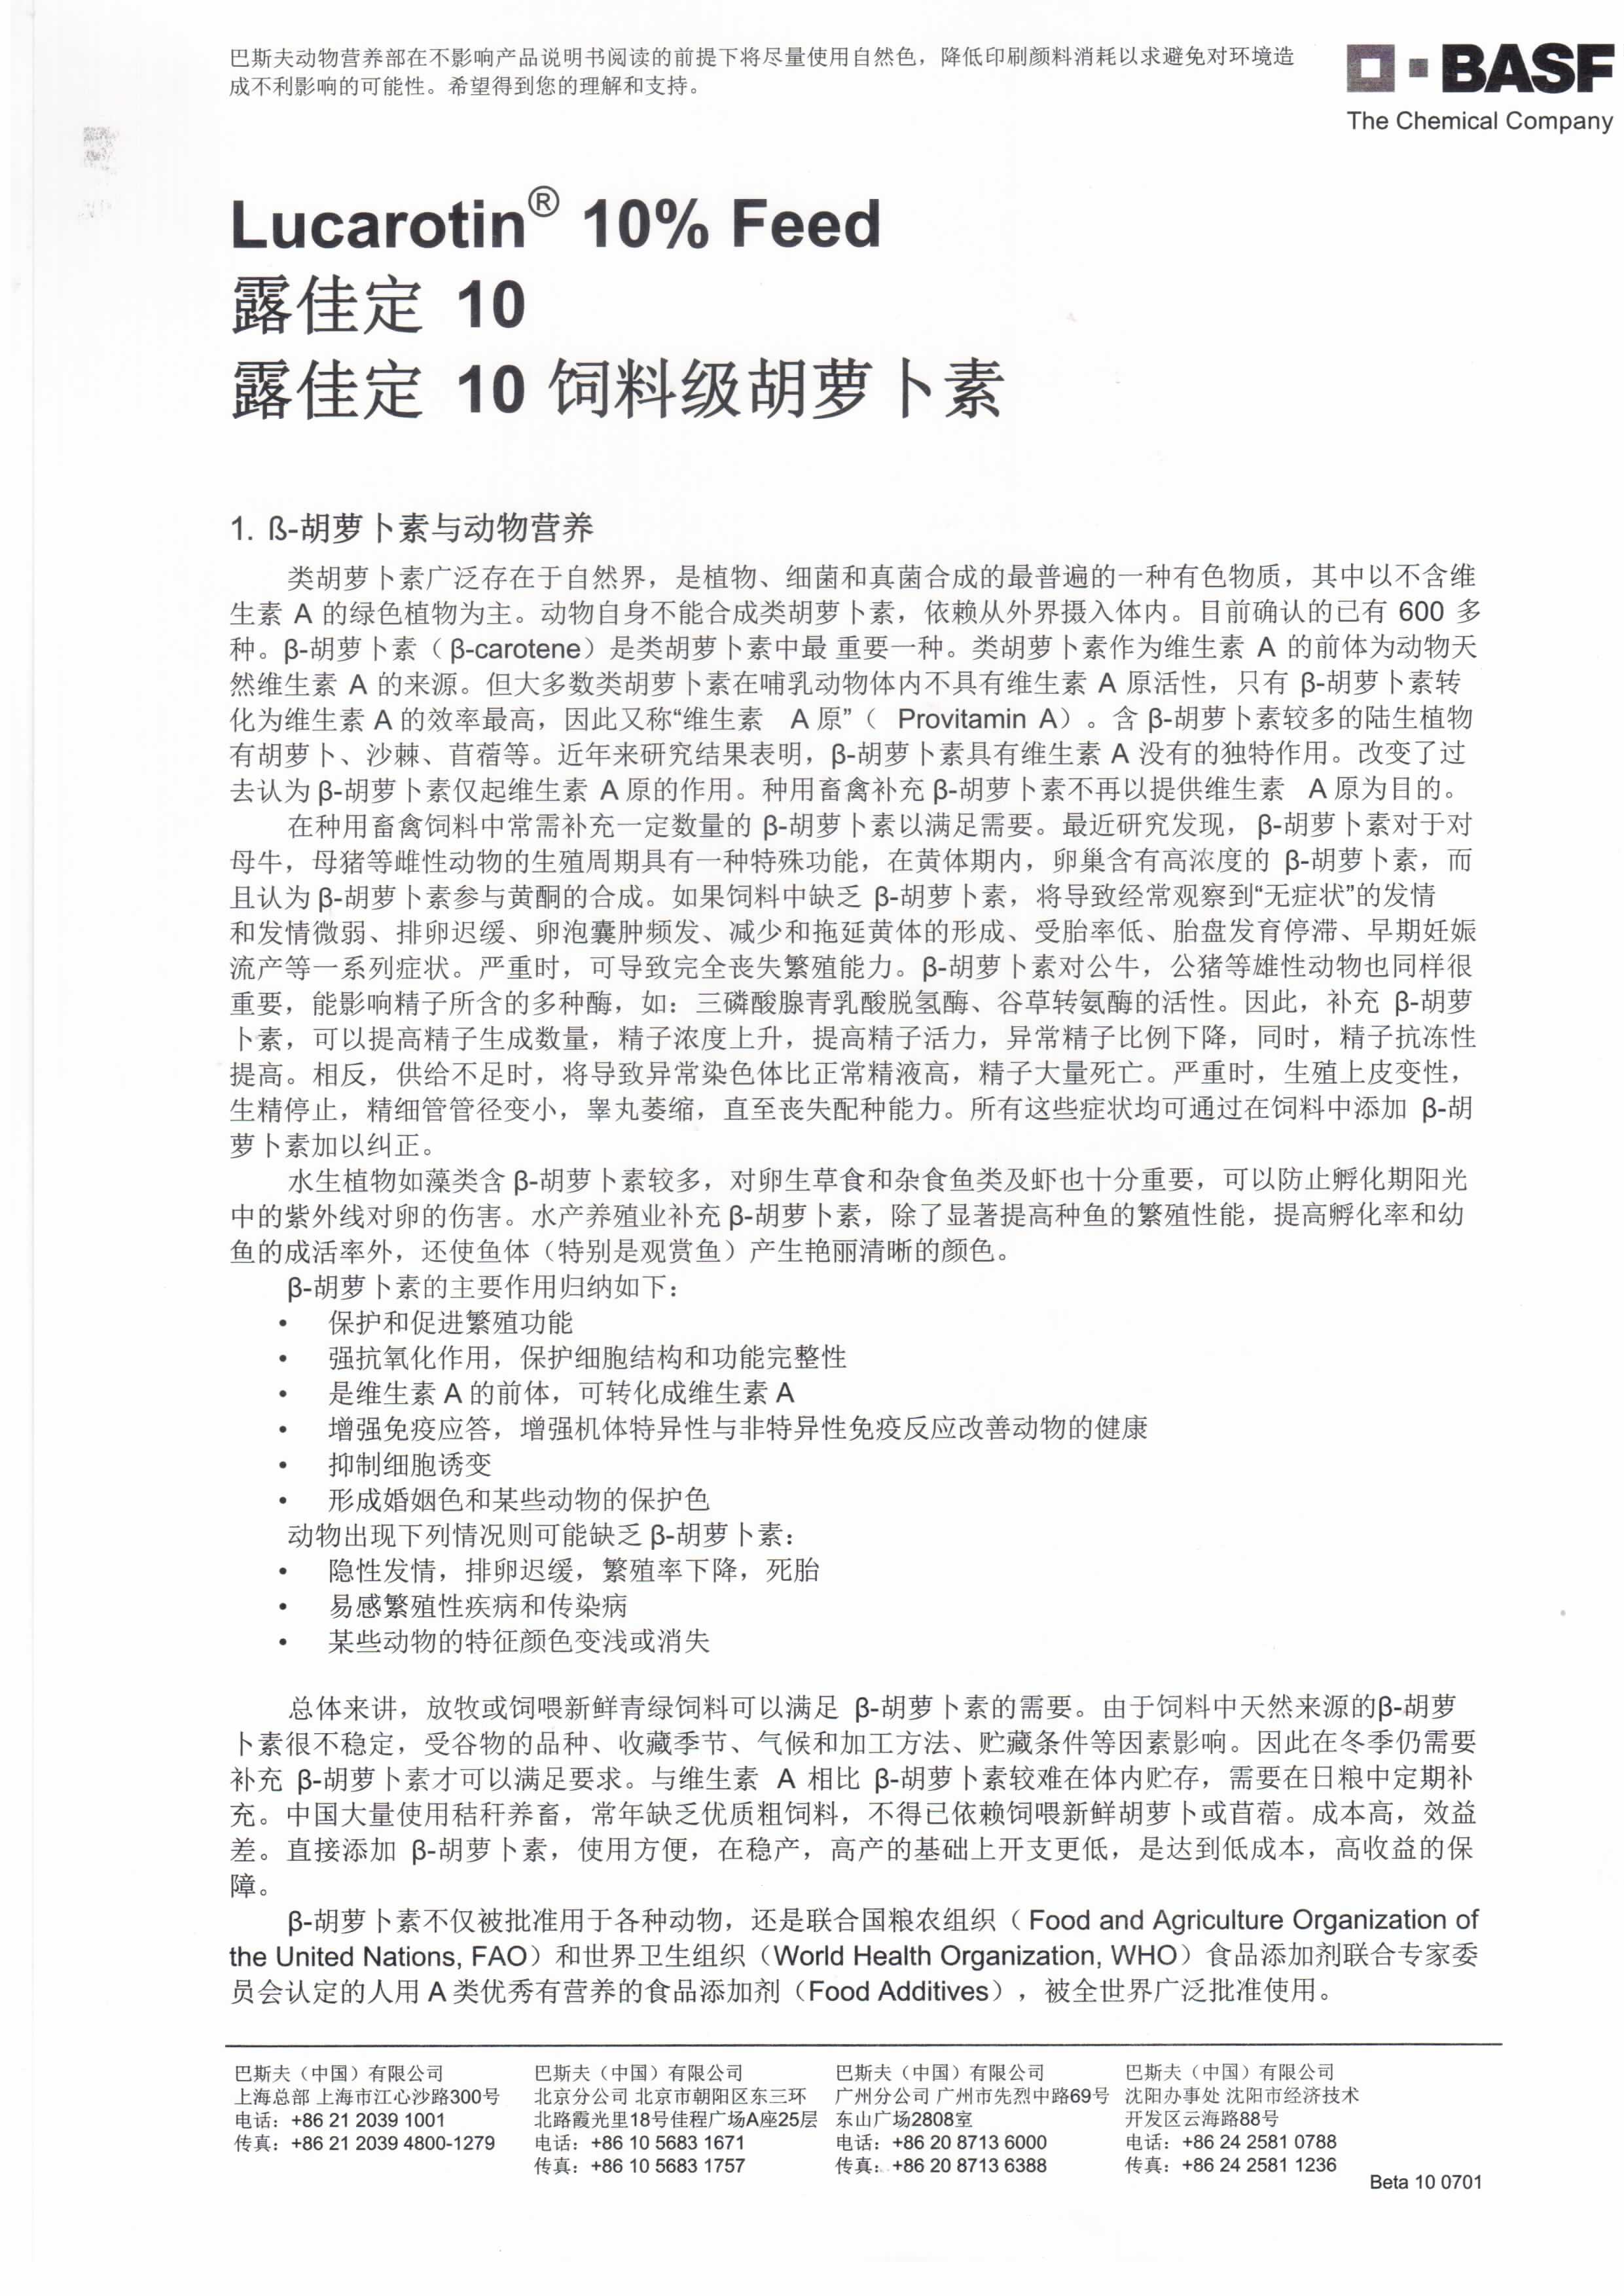 巴斯夫动物营养部在不影响产品说明书阅读的前提下将尽量使用自然色，降低印刷颜料消耗以求避免对环境造
成不利影响的可能性。希望得到您的理解和支持。
BASF
The Chemical Company
Lucarotin® 10% Feed
露佳定 10
露佳定 10 饲料级胡萝卜素
1. ß-胡萝卜素与动物营养
类胡萝卜素广泛存在于自然界，是植物、细菌和真菌合成的最普遍的一种有色物质，其中以不含维
生素 A 的绿色植物为主。动物自身不能合成类胡萝卜素，依赖从外界摄入体内。目前确认的已有 600 多
种。β-胡萝卜素（β-carotene）是类胡萝卜素中最 重要一种。类胡萝卜素作为维生素 A 的前体为动物天
然维生素 A 的来源。但大多数类胡萝卜素在哺乳动物体内不具有维生素 A 原活性，只有 β-胡萝卜素转
化为维生素 A 的效率最高，因此又称“维生素 A 原”（ Provitamin A）。含 β-胡萝卜素较多的陆生植物
有胡萝卜、沙棘、苜蓿等。近年来研究结果表明，β-胡萝卜素具有维生素 A 没有的独特作用。改变了过
去认为 β-胡萝卜素仅起维生素 A 原的作用。种用畜禽补充 β-胡萝卜素不再以提供维生素 A 原为目的。
在种用畜禽饲料中常需补充一定数量的 β-胡萝卜素以满足需要。最近研究发现，β-胡萝卜素对于对
母牛，母猪等雌性动物的生殖周期具有一种特殊功能，在黄体期内，卵巢含有高浓度的 β-胡萝卜素，而
且认为 β-胡萝卜素参与黄酮的合成。如果饲料中缺乏 β-胡萝卜素，将导致经常观察到“无症状”的发情
和发情微弱、排卵迟缓、卵泡囊肿频发、减少和拖延黄体的形成、受胎率低、胎盘发育停滞、早期妊娠
流产等一系列症状。严重时，可导致完全丧失繁殖能力。β-胡萝卜素对公牛，公猪等雄性动物也同样很
重要，能影响精子所含的多种酶，如：三磷酸腺青乳酸脱氢酶、谷草转氨酶的活性。因此，补充 β-胡萝
卜素，可以提高精子生成数量，精子浓度上升，提高精子活力，异常精子比例下降，同时，精子抗冻性
提高。相反，供给不足时，将导致异常染色体比正常精液高，精子大量死亡。严重时，生殖上皮变性，
生精停止，精细管管径变小，睾丸萎缩，直至丧失配种能力。所有这些症状均可通过在饲料中添加 β-胡
萝卜素加以纠正。
水生植物如藻类含 β-胡萝卜素较多，对卵生草食和杂食鱼类及虾也十分重要，可以防止孵化期阳光
中的紫外线对卵的伤害。水产养殖业补充 β-胡萝卜素，除了显著提高种鱼的繁殖性能，提高孵化率和幼
鱼的成活率外，还使鱼体（特别是观赏鱼）产生艳丽清晰的颜色。
β-胡萝卜素的主要作用归纳如下：
• 保护和促进繁殖功能
• 强抗氧化作用，保护细胞结构和功能完整性
• 是维生素 A 的前体，可转化成维生素 A
• 增强免疫应答，增强机体特异性与非特异性免疫反应改善动物的健康
• 抑制细胞诱变
• 形成婚姻色和某些动物的保护色
动物出现下列情况则可能缺乏 β-胡萝卜素：
• 隐性发情，排卵迟缓，繁殖率下降，死胎
• 易感繁殖性疾病和传染病
• 某些动物的特征颜色变浅或消失
总体来讲，放牧或饲喂新鲜青绿饲料可以满足 β-胡萝卜素的需要。由于饲料中天然来源的β-胡萝
卜素很不稳定，受谷物的品种、收藏季节、气候和加工方法、贮藏条件等因素影响。因此在冬季仍需要
补充 β-胡萝卜素才可以满足要求。与维生素 A 相比 β-胡萝卜素较难在体内贮存，需要在日粮中定期补
充。中国大量使用秸秆养畜，常年缺乏优质粗饲料，不得已依赖饲喂新鲜胡萝卜或苜蓿。成本高，效益
差。直接添加 β-胡萝卜素，使用方便，在稳产，高产的基础上开支更低，是达到低成本，高收益的保
障。
β-胡萝卜素不仅被批准用于各种动物，还是联合国粮农组织（ Food and Agriculture Organization of
the United Nations, FAO）和世界卫生组织（World Health Organization, WHO）食品添加剂联合专家委
员会认定的人用 A 类优秀有营养的食品添加剂（Food Additives），被全世界广泛批准使用。
巴斯夫（中国）有限公司
上海总部 上海市江心沙路300号
电话：+86 21 2039 1001
传真：+86 21 2039 4800-1279
巴斯夫（中国）有限公司
北京分公司 北京市朝阳区东三环
北路霞光里18号佳程广场A座25层
电话：+86 10 5683 1671
传真：+86 10 5683 1757
巴斯夫（中国）有限公司
广州分公司 广州市先烈中路69号
东山广场2808室
电话：+86 20 8713 6000
传真：+86 20 8713 6388
巴斯夫（中国）有限公司
沈阳办事处 沈阳市经济技术
开发区云海路88号
电话：+86 24 2581 0788
传真：+86 24 2581 1236
Beta 10 0701